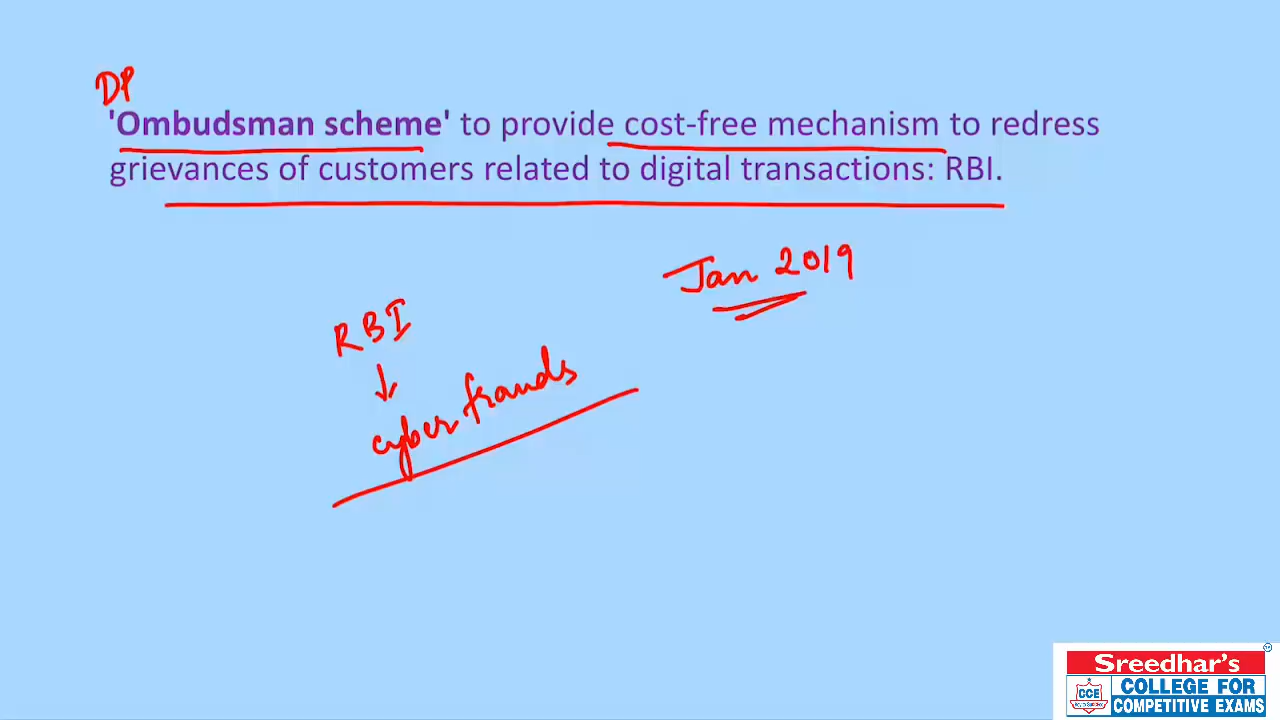 DP
'Ombudsman scheme' to provide cost-free mechanism to redress
grievances of customers related to digital transactions: RBI.
Jan 2019
RBI
cyber frauds
Sreedhar's
CCE
COLLEGE FOR
COMPETITIVE EXAMS